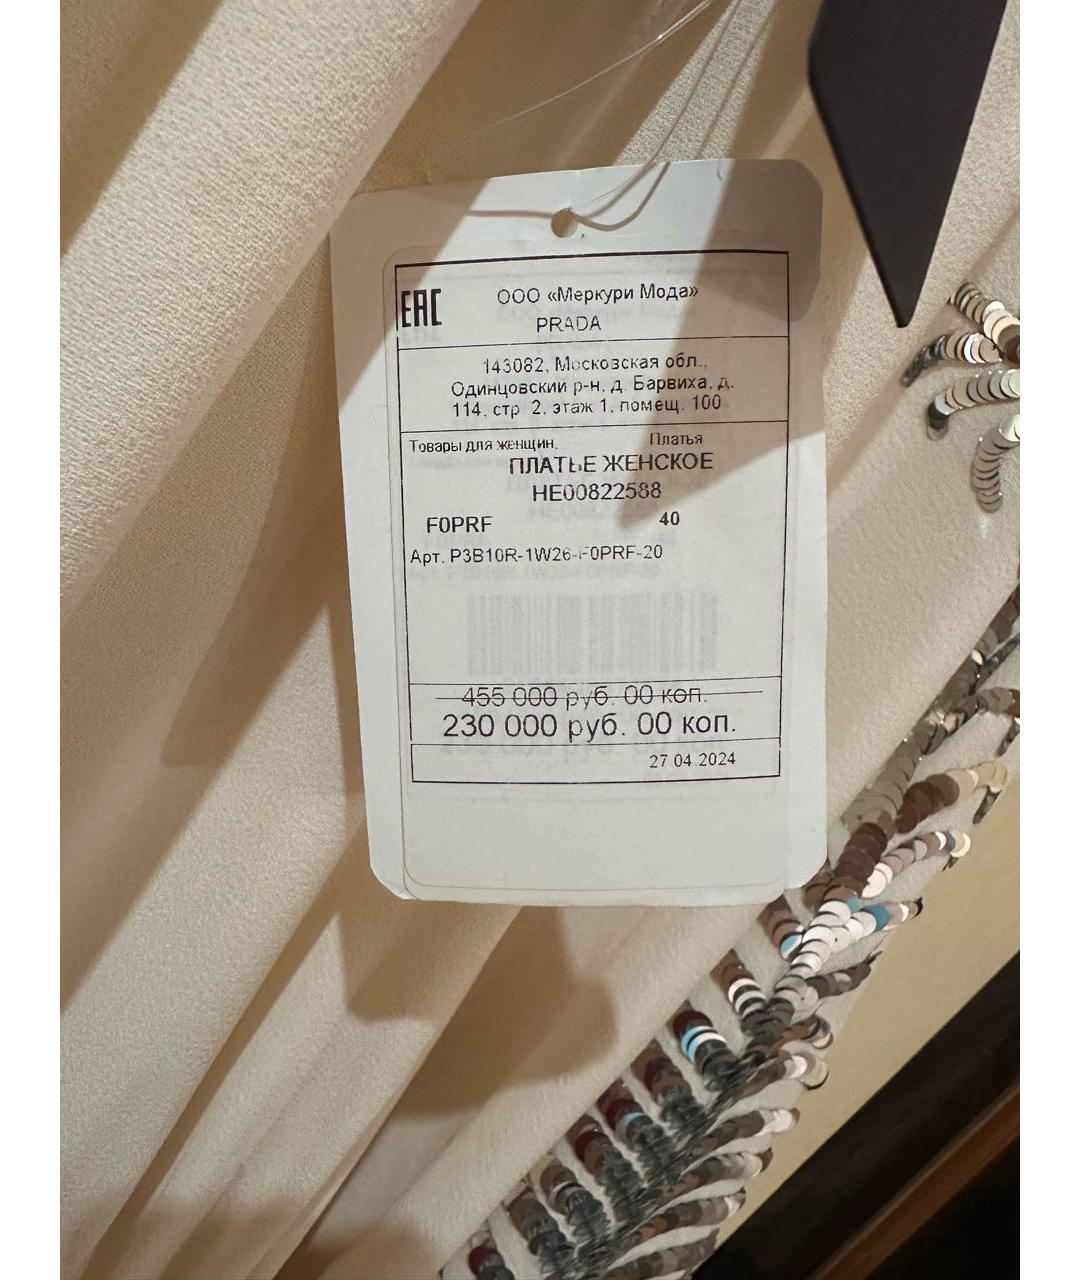 EAC
ООО «Меркури Мода»
PRADA
143082, Московская обл.,
Одинцовский р-н, д. Барвиха, д.
114, стр. 2, этаж 1, помещ. 100
Товары для женщин, Платья
ПЛАТЬЕ ЖЕНСКОЕ
НЕ00822588
F0PRF 40
Арт. P3B10R-1W26-F0PRF-20
455 000 руб. 00 коп.
230 000 руб. 00 коп.
27.04.2024